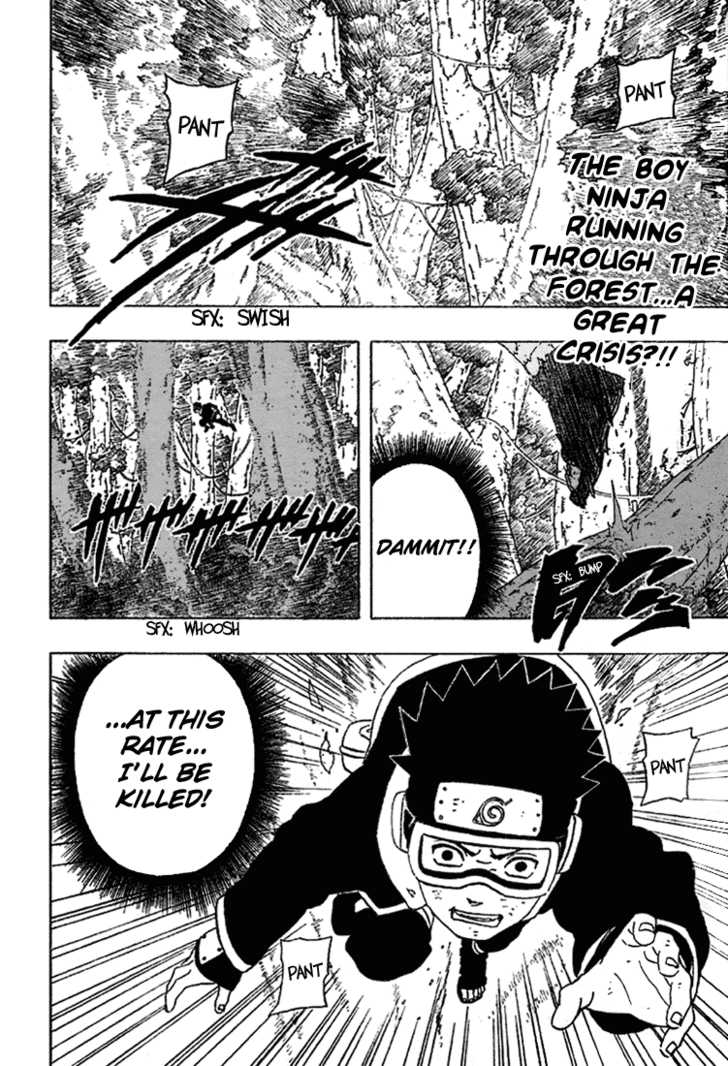 PANT
PANT
THE BOY
NINJA
RUNNING
THROUGH THE
FOREST...A
GREAT
CRISIS?!!
SFX: SWISH
DAMMIT!!
SFX: BUMP
SFX: WHOOSH
...AT THIS
RATE...
I'LL BE
KILLED!
PANT
PANT